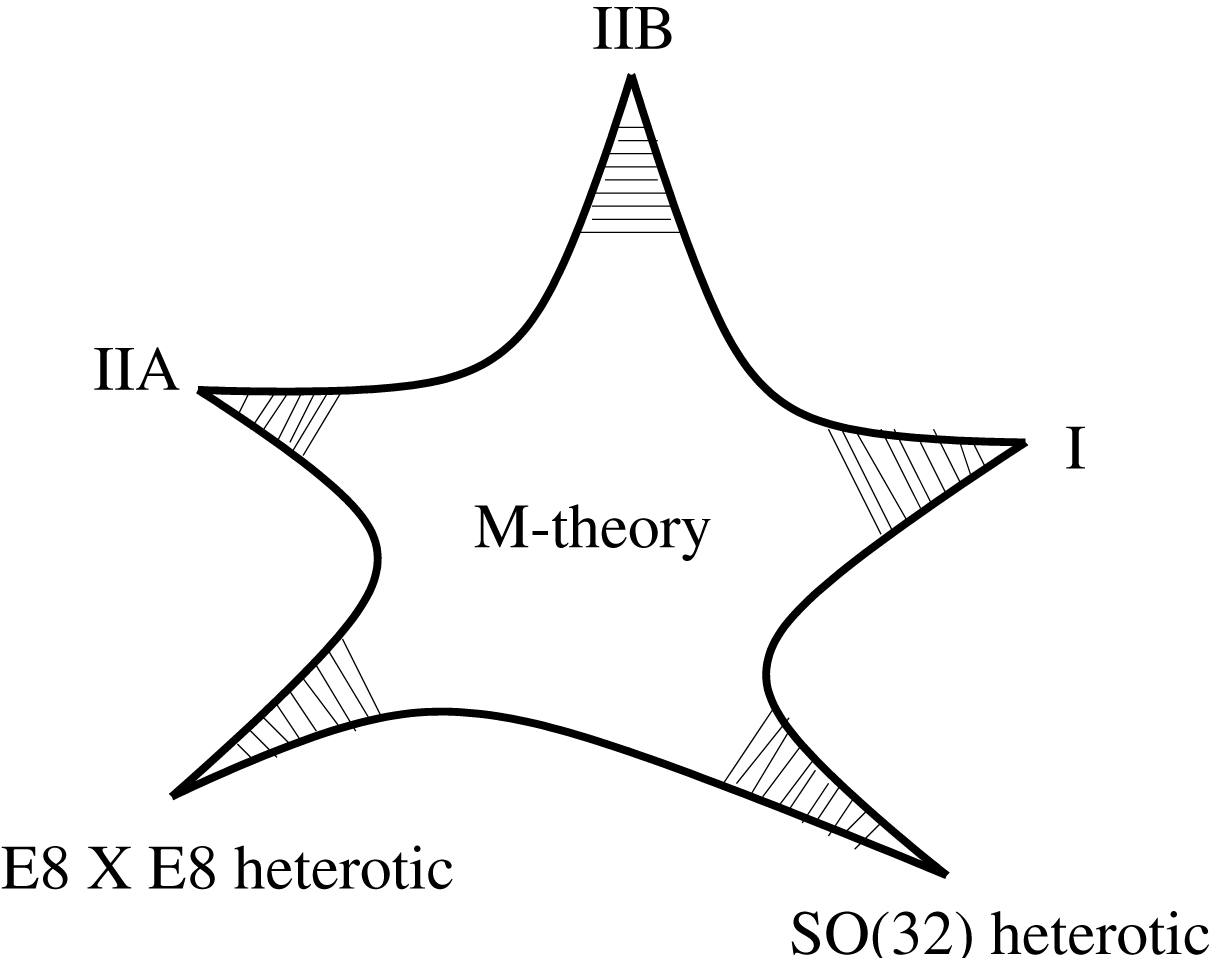 IIB
IIA
I
M-theory
E8 X E8 heterotic
SO(32) heterotic